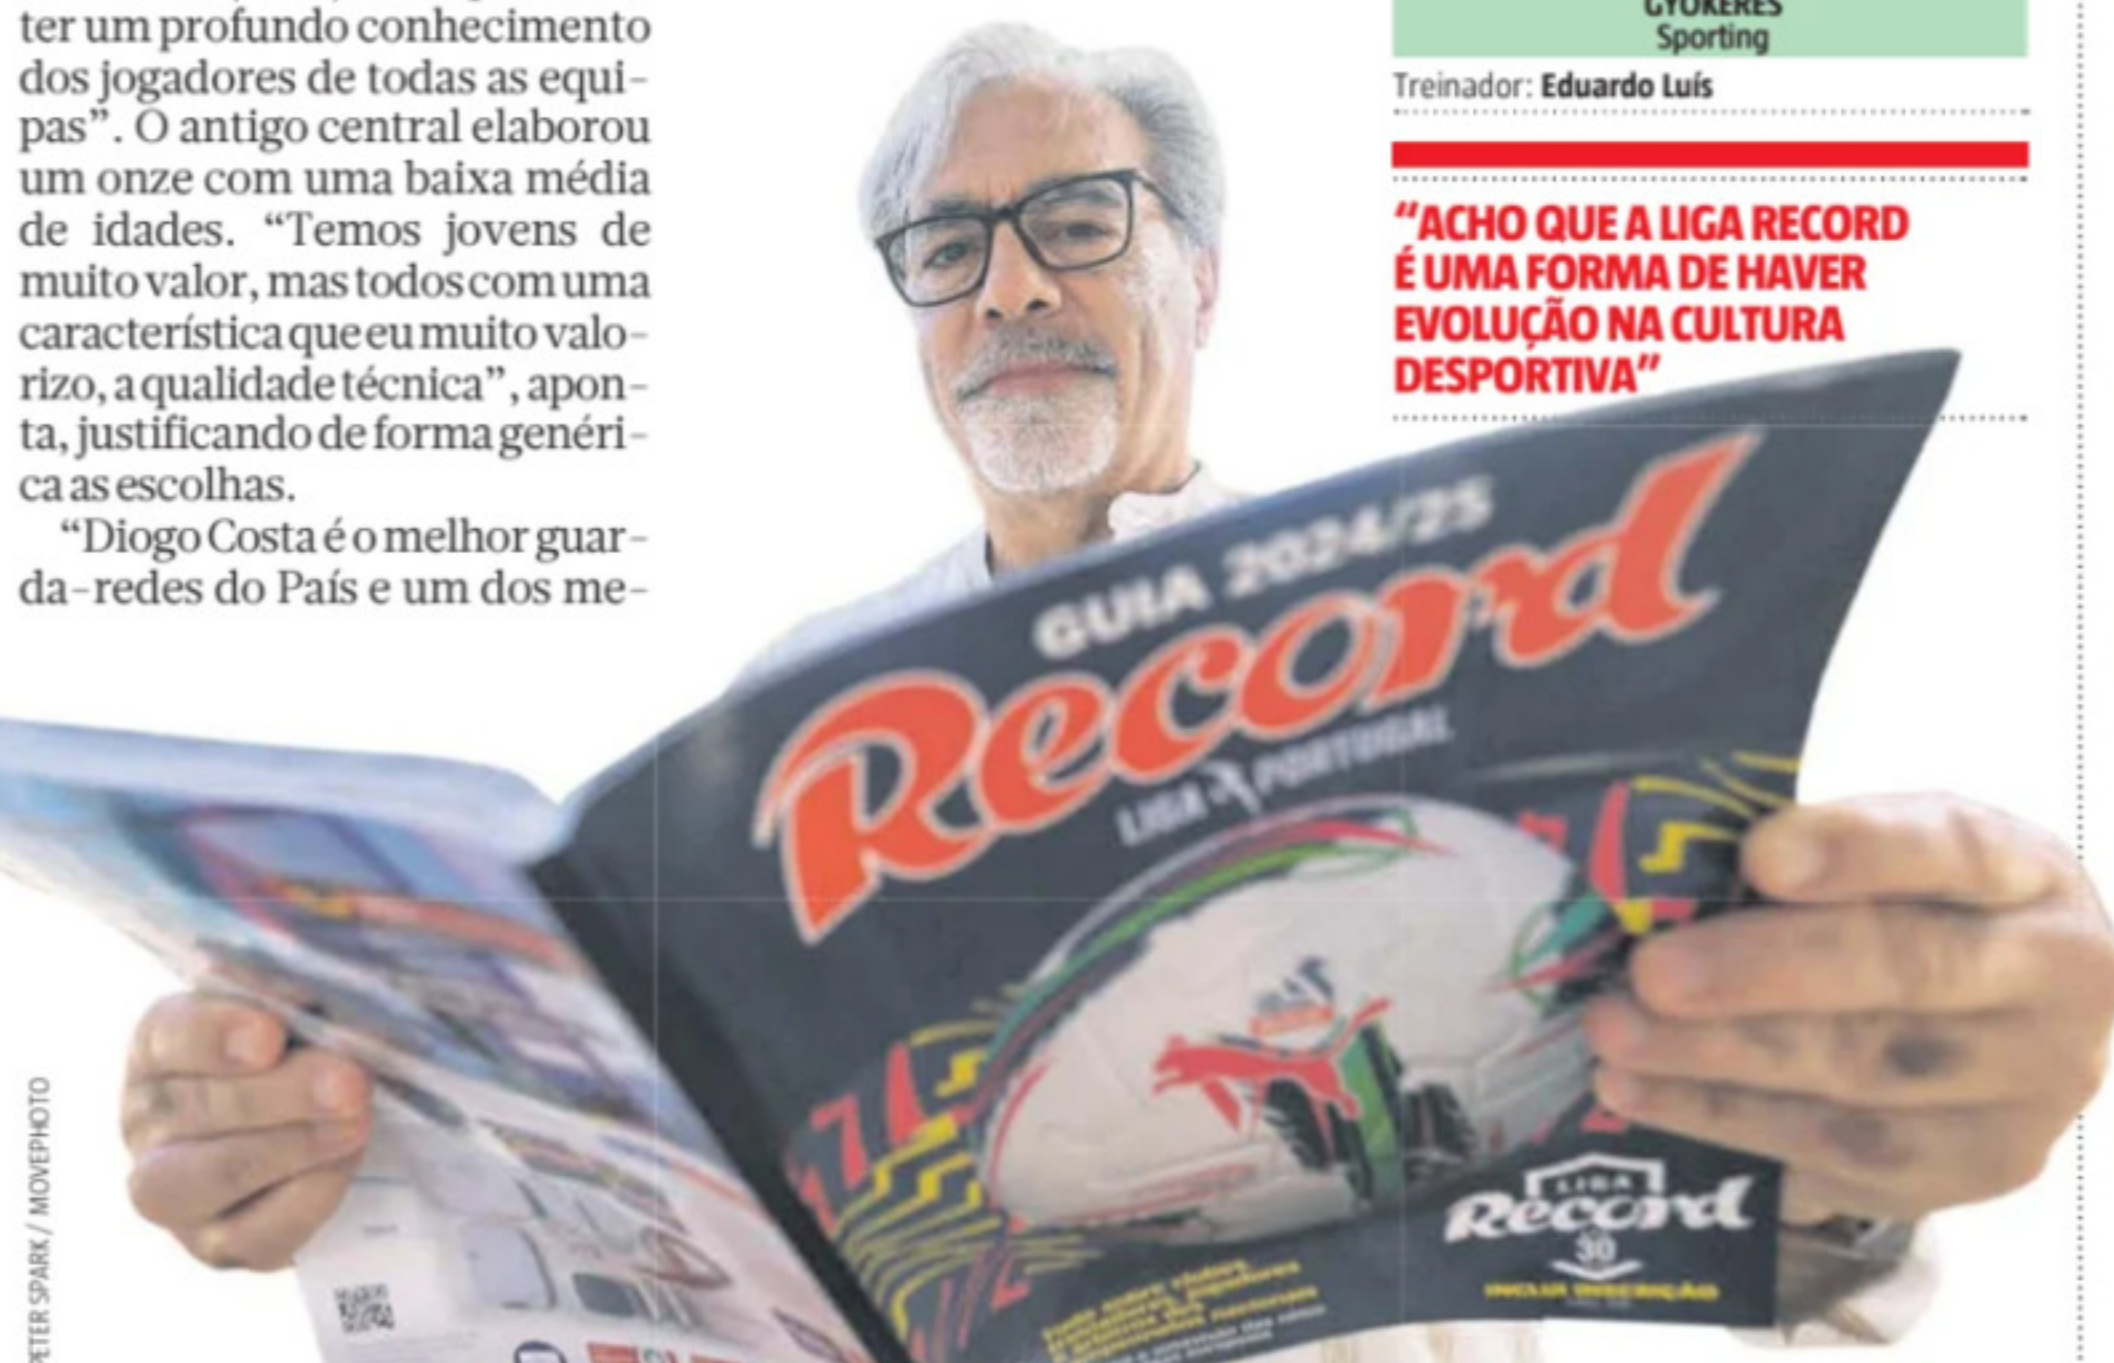 ter um profundo conhecimento
dos jogadores de todas as equi-
pas”. O antigo central elaborou
um onze com uma baixa média
de idades. “Temos jovens de
muito valor, mas todos com uma
característica que eu muito valo-
rizo, a qualidade técnica”, apon-
ta, justificando de forma genéri-
ca as escolhas.
“Diogo Costa é o melhor guar-
da-redes do País e um dos me-
GYÖKERES
Sporting
Treinador: Eduardo Luís
“ACHO QUE A LIGA RECORD
É UMA FORMA DE HAVER
EVOLUÇÃO NA CULTURA
DESPORTIVA”
GUIA 2024/25
Record
LIGA PORTUGAL
LIGA
Record
30
INCLUI INSCRIÇÃO
PETER SPARK / MOVEPHOTO